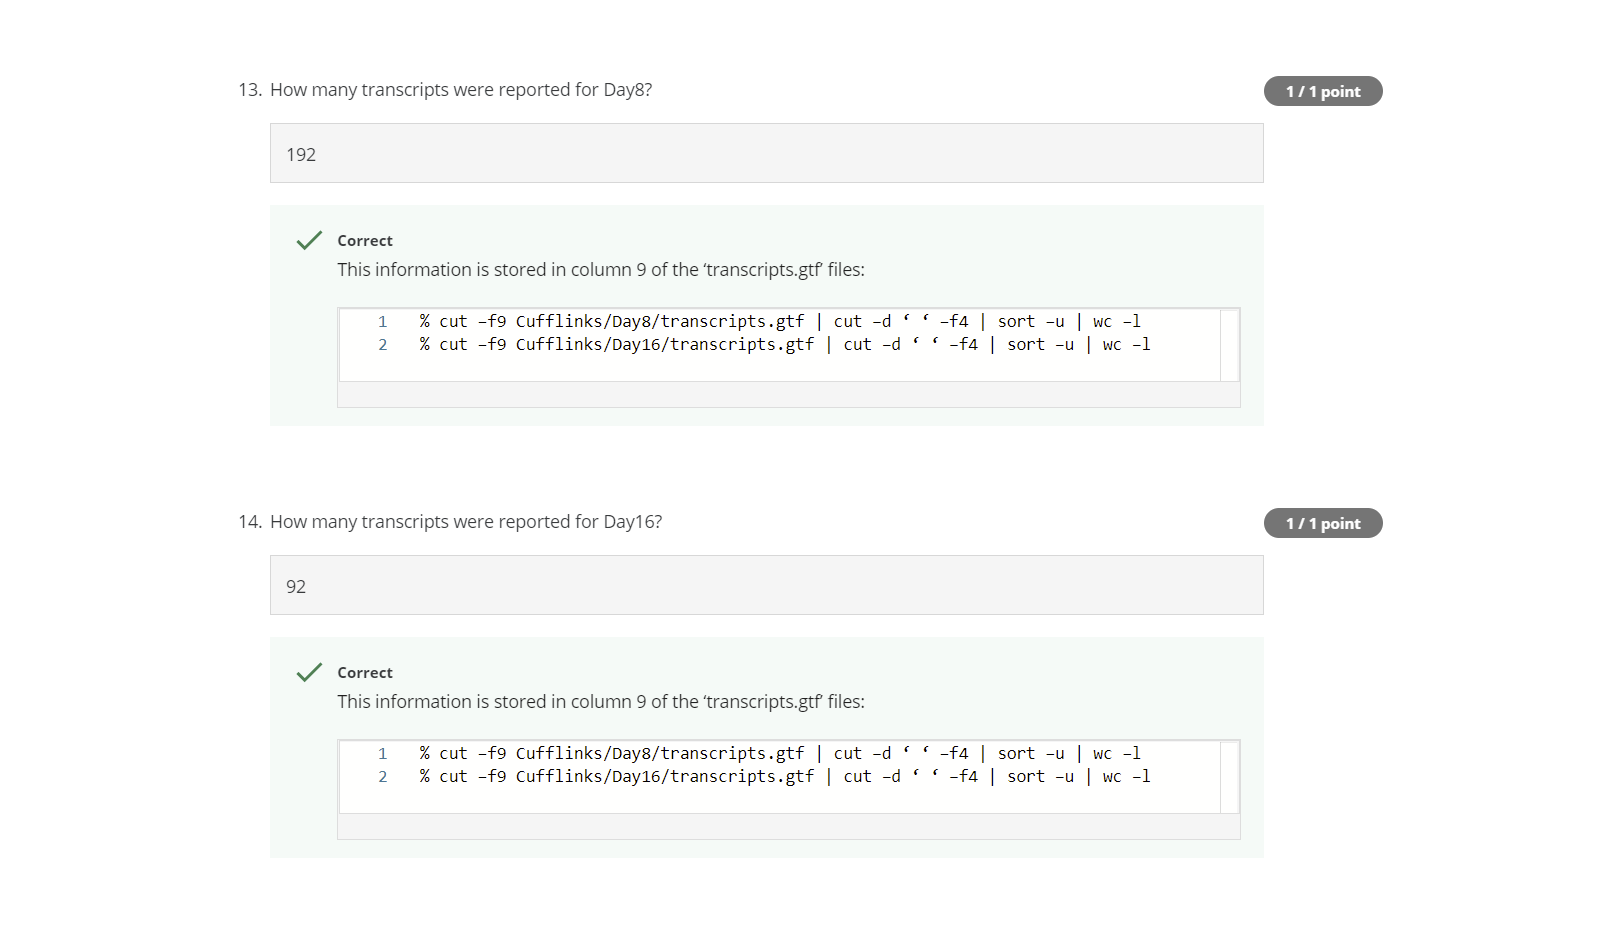 13. How many transcripts were reported for Day8?
1 / 1 point
192
Correct
This information is stored in column 9 of the ‘transcripts.gtf’ files:
1 % cut -f9 Cufflinks/Day8/transcripts.gtf | cut -d ‘ ‘ -f4 | sort -u | wc -l
2 % cut -f9 Cufflinks/Day16/transcripts.gtf | cut -d ‘ ‘ -f4 | sort -u | wc -l
14. How many transcripts were reported for Day16?
1 / 1 point
92
Correct
This information is stored in column 9 of the ‘transcripts.gtf’ files:
1 % cut -f9 Cufflinks/Day8/transcripts.gtf | cut -d ‘ ‘ -f4 | sort -u | wc -l
2 % cut -f9 Cufflinks/Day16/transcripts.gtf | cut -d ‘ ‘ -f4 | sort -u | wc -l